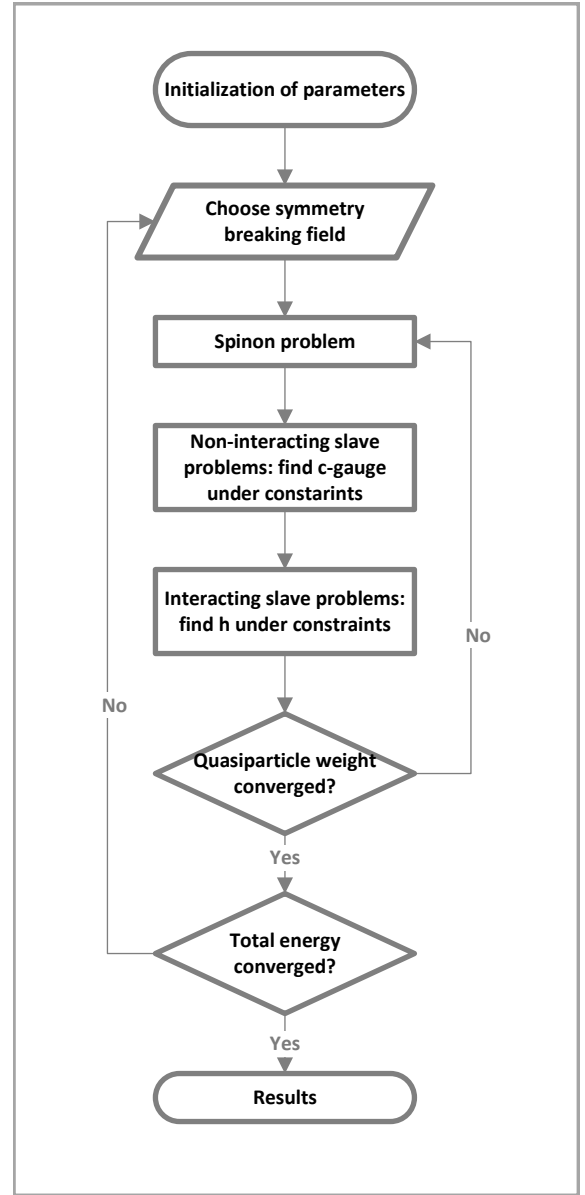 Initialization of parameters
Choose symmetry
breaking field
Spinon problem
Non-interacting slave
problems: find c-gauge
under constarints
Interacting slave problems:
find h under constraints
No
No
Quasiparticle weight
converged?
Yes
Total energy
converged?
Yes
Results